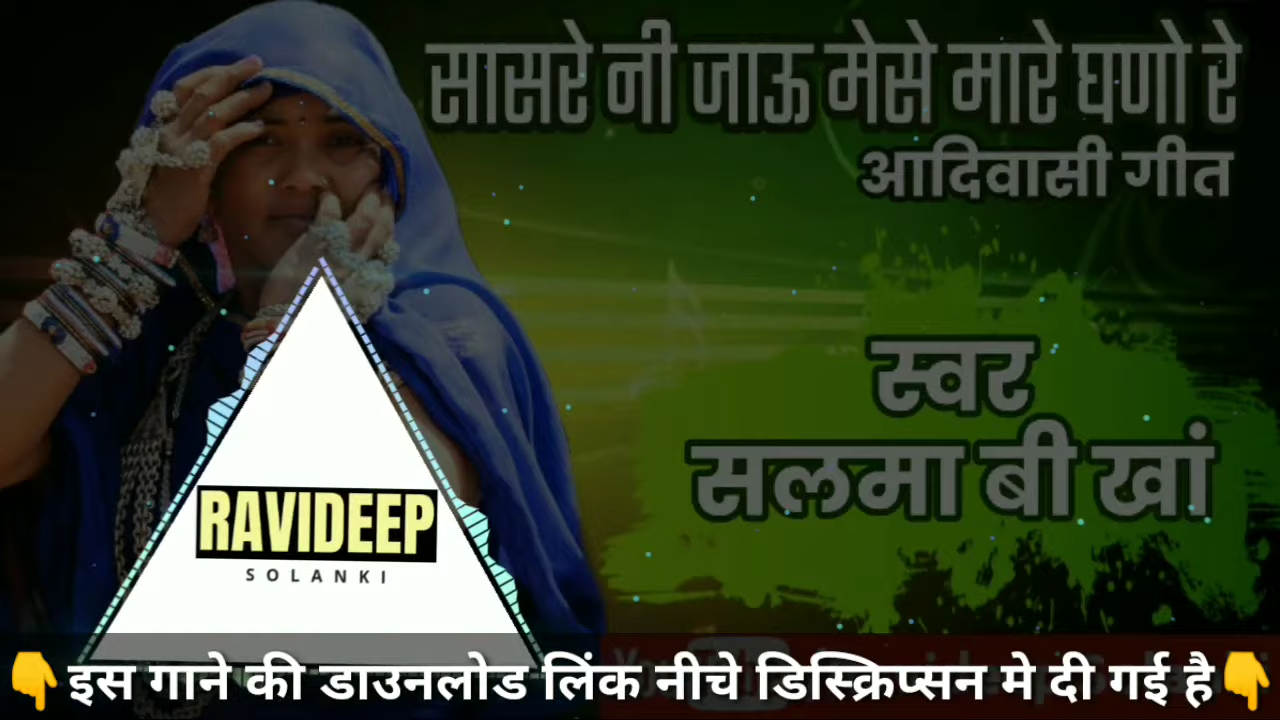 सासरे नी जाऊ मेसे मारे घणो रे
आदिवासी गीत
स्वर
सलमा बी खां
RAVIDEEP
SOLANKI
👇इस गाने की डाउनलोड लिंक नीचे डिस्क्रिप्सन मे दी गई है👇